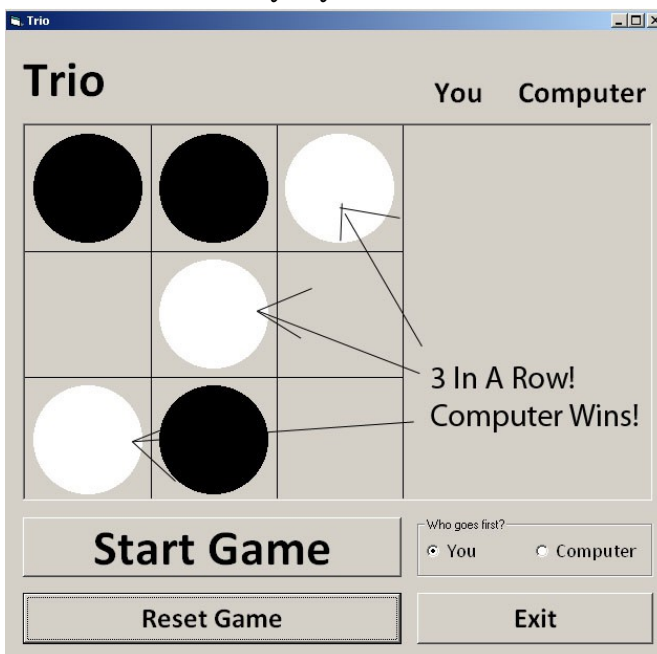 Trio
Trio
You Computer
3 In A Row!
Computer Wins!
Start Game
Who goes first?
You Computer
Reset Game
Exit